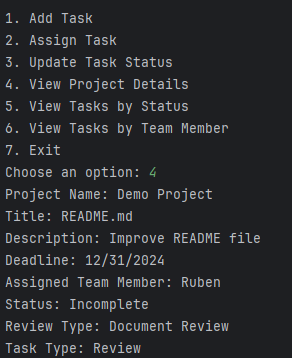 1. Add Task
2. Assign Task
3. Update Task Status
4. View Project Details
5. View Tasks by Status
6. View Tasks by Team Member
7. Exit
Choose an option: 4
Project Name: Demo Project
Title: README.md
Description: Improve README file
Deadline: 12/31/2024
Assigned Team Member: Ruben
Status: Incomplete
Review Type: Document Review
Task Type: Review